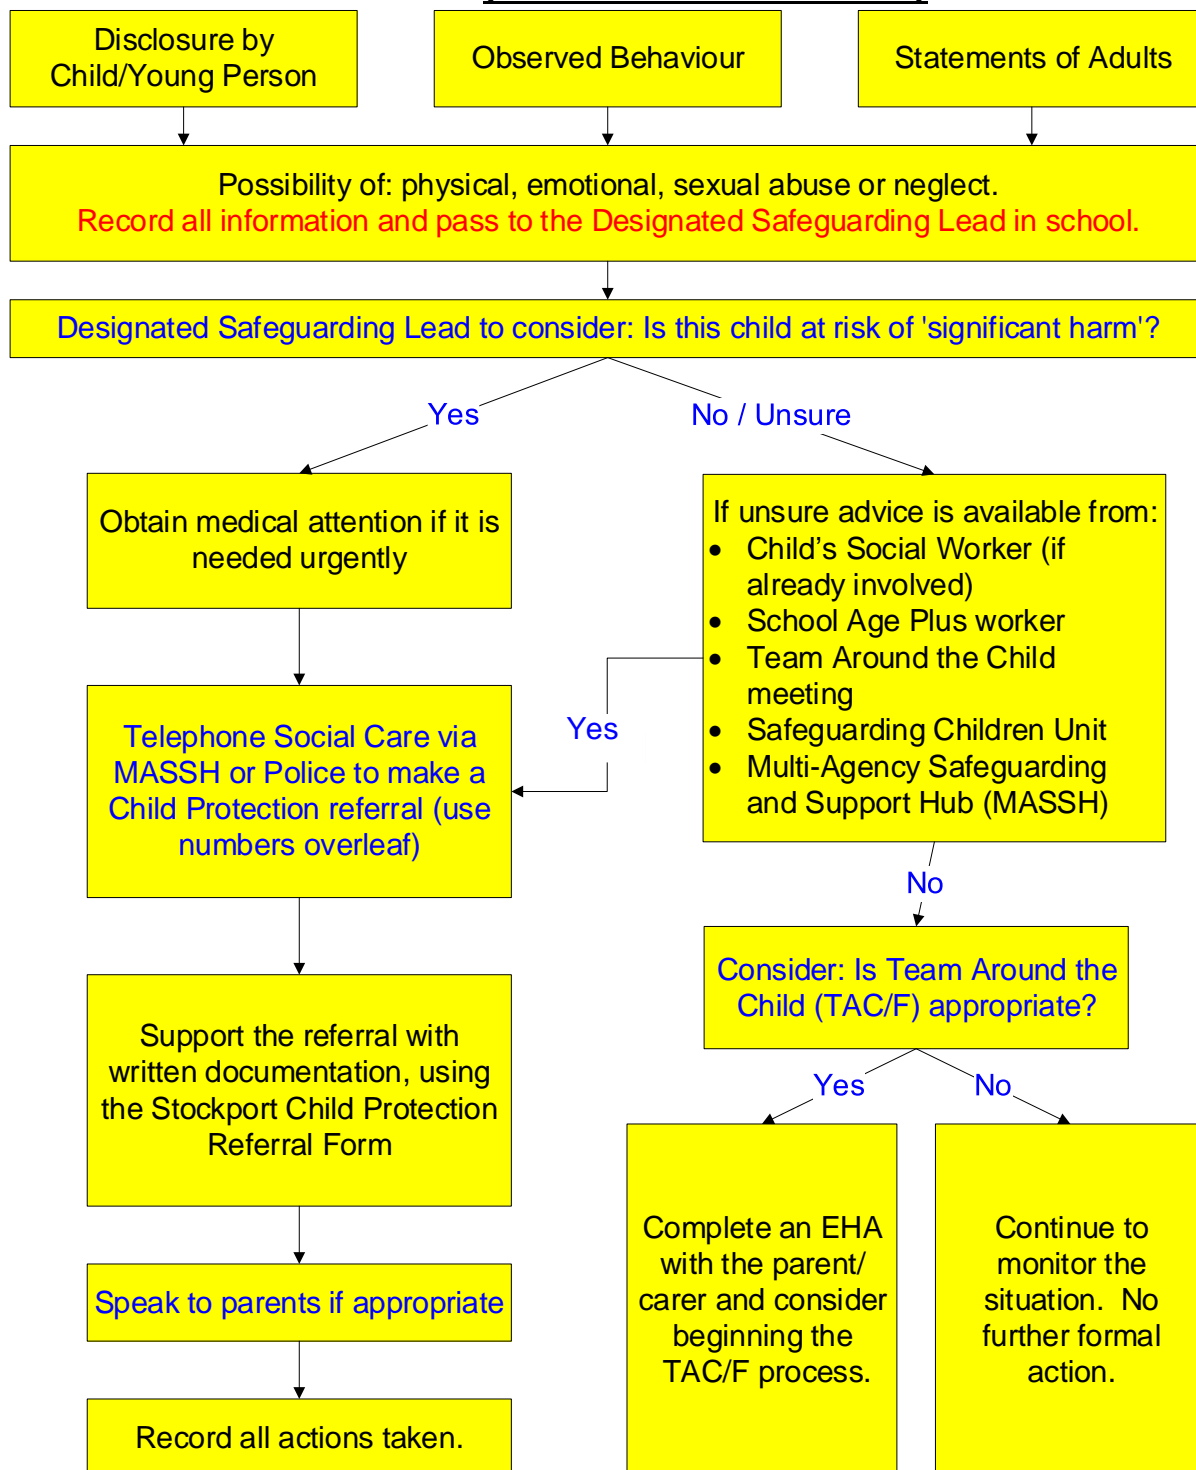 Disclosure by
Child/Young Person
Observed Behaviour
Statements of Adults
Possibility of: physical, emotional, sexual abuse or neglect.
Record all information and pass to the Designated Safeguarding Lead in school.
Designated Safeguarding Lead to consider: Is this child at risk of 'significant harm'?
Yes
No / Unsure
Obtain medical attention if it is
needed urgently
If unsure advice is available from:
• Child’s Social Worker (if
already involved)
• School Age Plus worker
• Team Around the Child
meeting
• Safeguarding Children Unit
• Multi-Agency Safeguarding
and Support Hub (MASSH)
Yes
Telephone Social Care via
MASSH or Police to make a
Child Protection referral (use
numbers overleaf)
No
Consider: Is Team Around the
Child (TAC/F) appropriate?
Support the referral with
written documentation, using
the Stockport Child Protection
Referral Form
Yes
No
Complete an EHA
with the parent/
carer and consider
beginning the
TAC/F process.
Continue to
monitor the
situation. No
further formal
action.
Speak to parents if appropriate
Record all actions taken.